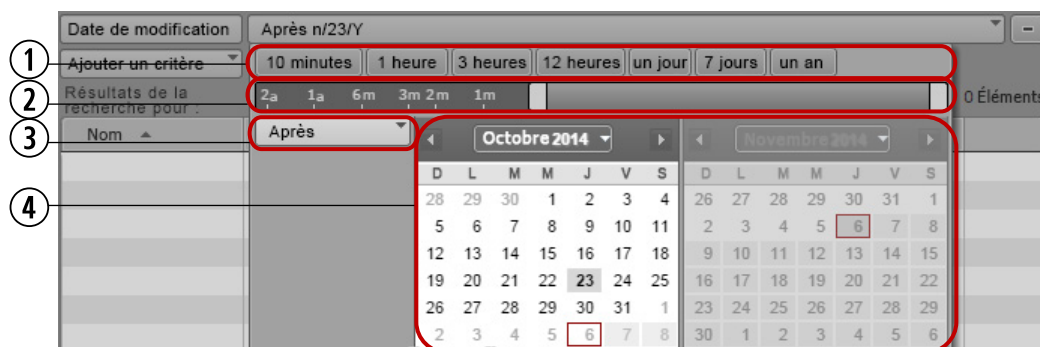 Date de modification Après n/23/Y
1 Ajouter un critère 10 minutes 1 heure 3 heures 12 heures un jour 7 jours un an
2 Résultats de la recherche pour : 2a 1a 6m 3m 2m 1m 0 Éléments
3 Nom Après Octobre 2014 Novembre 2014
D L M M J V S D L M M J V S
4 28 29 30 1 2 3 4 26 27 28 29 30 31 1
5 6 7 8 9 10 11 2 3 4 5 6 7 8
12 13 14 15 16 17 18 9 10 11 12 13 14 15
19 20 21 22 23 24 25 16 17 18 19 20 21 22
26 27 28 29 30 31 1 23 24 25 26 27 28 29
2 3 4 5 6 7 8 30 1 2 3 4 5 6